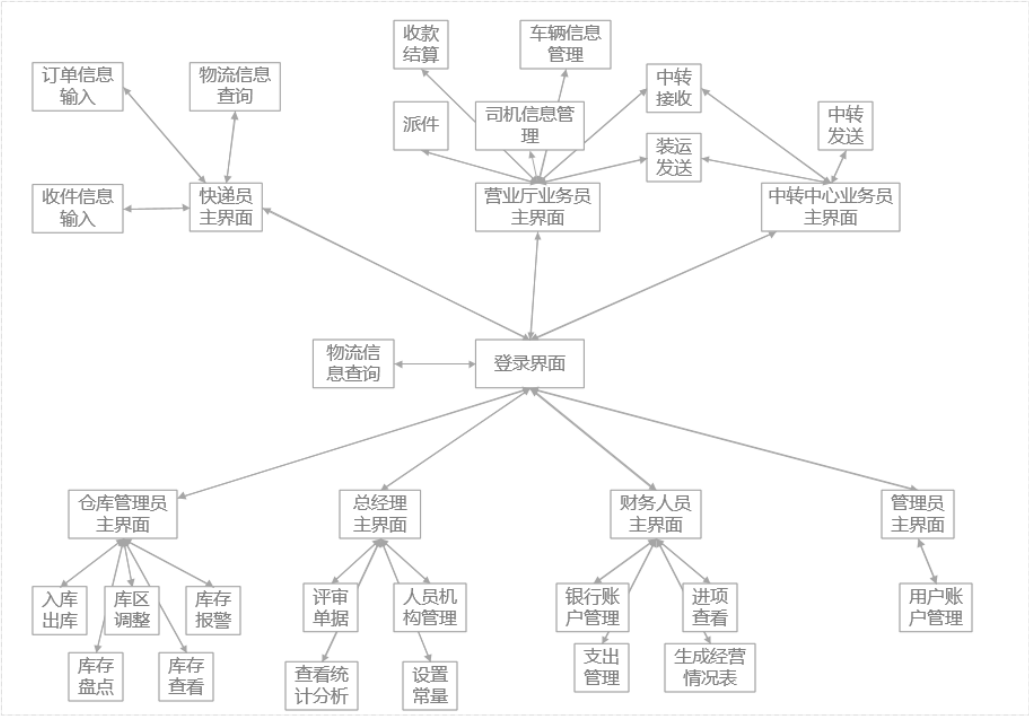 收款
结算
车辆信息
管理
订单信息
输入
物流信息
查询
中转
接收
派件
司机信息管
理
中转
发送
装运
发送
收件信息
输入
快递员
主界面
营业厅业务员
主界面
中转中心业务员
主界面
物流信
息查询
登录界面
仓库管理员
主界面
总经理
主界面
财务人员
主界面
管理员
主界面
入库
出库
库区
调整
库存
报警
评审
单据
人员机
构管理
银行账
户管理
进项
查看
用户账
户管理
库存
盘点
库存
查看
查看统
计分析
设置
常量
支出
管理
生成经营
情况表